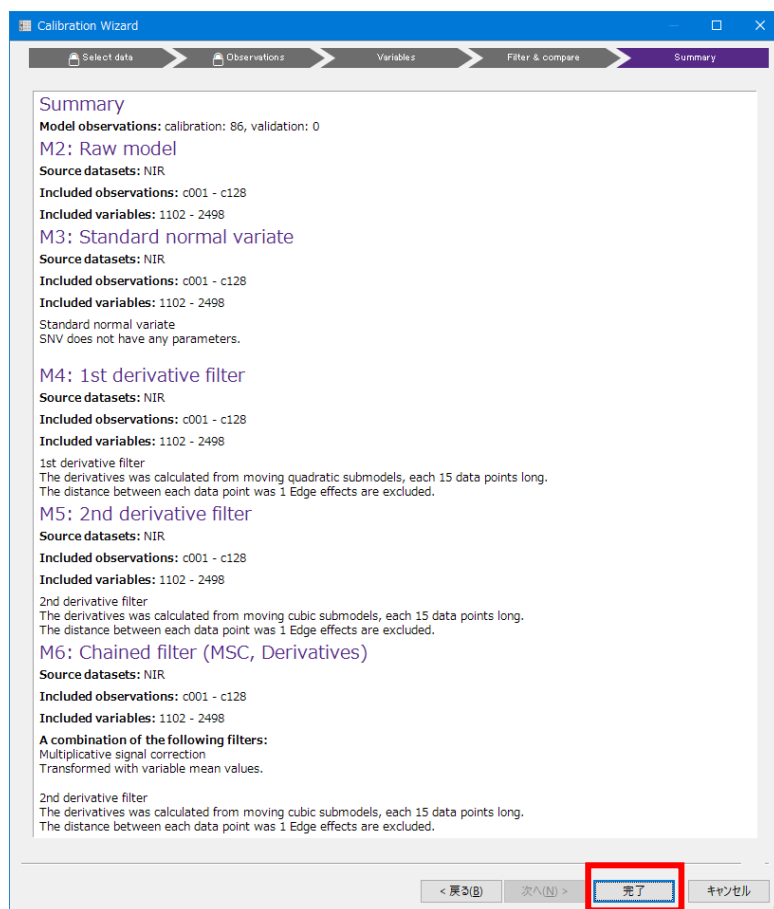 Calibration Wizard
Select data
Observations
Variables
Filter & compare
Summary
Summary
Model observations: calibration: 86, validation: 0
M2: Raw model
Source datasets: NIR
Included observations: c001 - c128
Included variables: 1102 - 2498
M3: Standard normal variate
Source datasets: NIR
Included observations: c001 - c128
Included variables: 1102 - 2498
Standard normal variate
SNV does not have any parameters.
M4: 1st derivative filter
Source datasets: NIR
Included observations: c001 - c128
Included variables: 1102 - 2498
1st derivative filter
The derivatives was calculated from moving quadratic submodels, each 15 data points long.
The distance between each data point was 1 Edge effects are excluded.
M5: 2nd derivative filter
Source datasets: NIR
Included observations: c001 - c128
Included variables: 1102 - 2498
2nd derivative filter
The derivatives was calculated from moving cubic submodels, each 15 data points long.
The distance between each data point was 1 Edge effects are excluded.
M6: Chained filter (MSC, Derivatives)
Source datasets: NIR
Included observations: c001 - c128
Included variables: 1102 - 2498
A combination of the following filters:
Multiplicative signal correction
Transformed with variable mean values.
2nd derivative filter
The derivatives was calculated from moving cubic submodels, each 15 data points long.
The distance between each data point was 1 Edge effects are excluded.
< 戻る(B)
次へ(N) >
完了
キャンセル